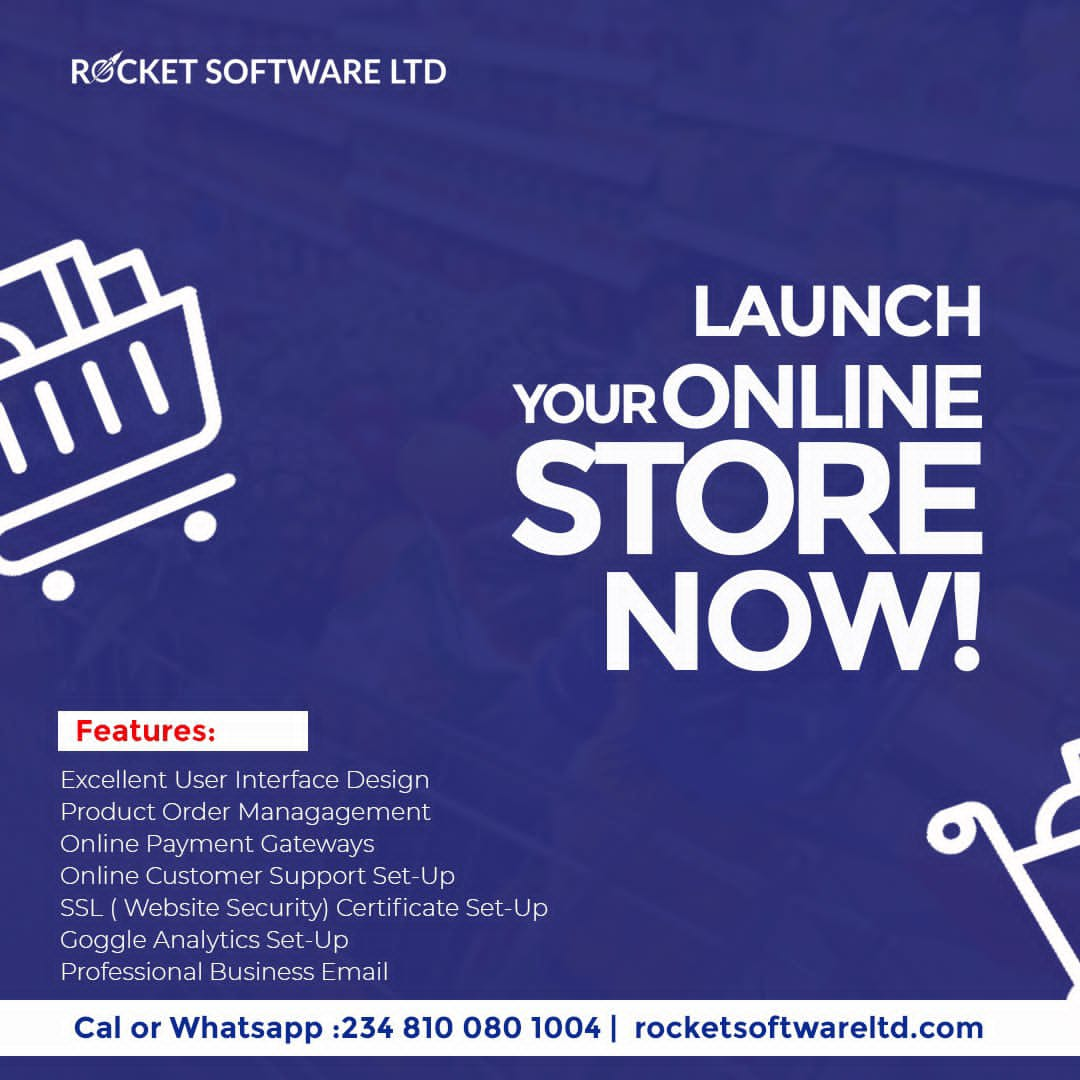 ROCKET SOFTWARE LTD
LAUNCH
YOUR ONLINE
STORE
NOW!
Features:
Excellent User Interface Design
Product Order Managagement
Online Payment Gateways
Online Customer Support Set-Up
SSL ( Website Security) Certificate Set-Up
Goggle Analytics Set-Up
Professional Business Email
Cal or Whatsapp :234 810 080 1004 | rocketsoftwareltd.com